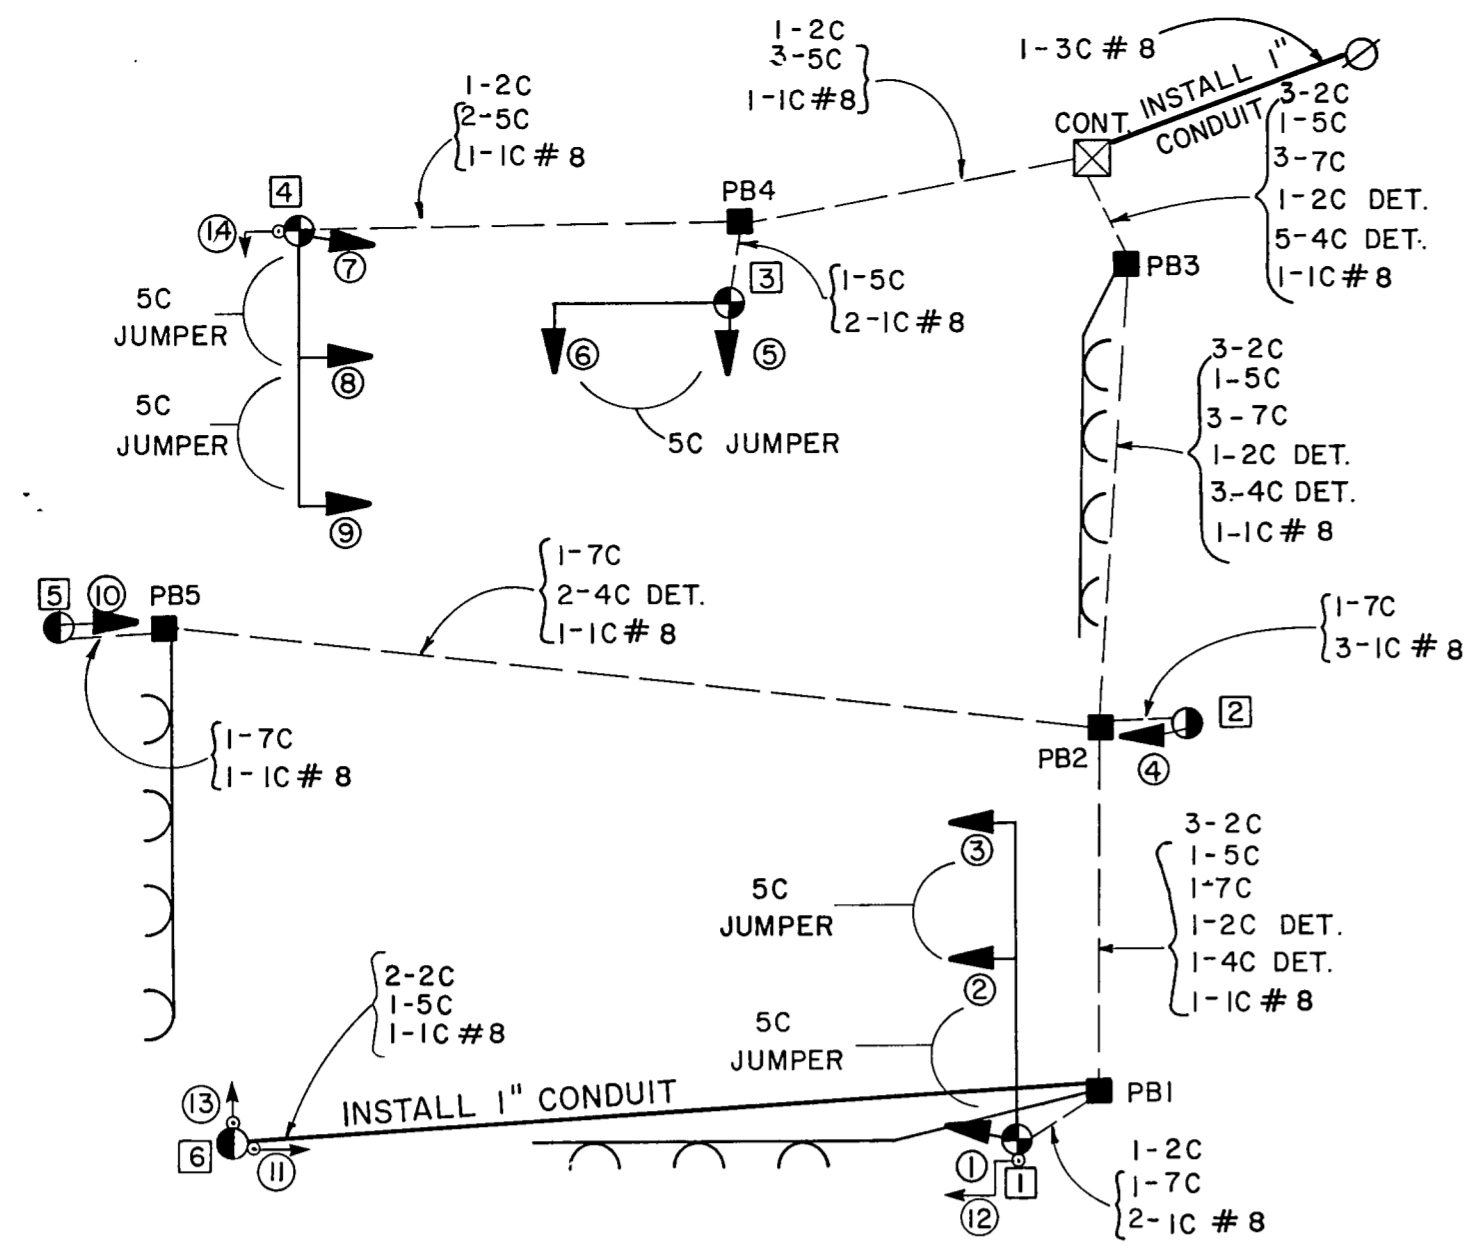 1-2C
3-5C
1-1C#8
1-3C #8
INSTALL 1"
CONDUIT
CONT.
3-2C
1-5C
3-7C
1-2C DET.
5-4C DET.
1-1C#8
1-2C
2-5C
1-1C#8
4
14
7
PB4
3
1-5C
2-1C#8
PB3
5C
JUMPER
8
6
5
5C JUMPER
5C
JUMPER
9
3-2C
1-5C
3-7C
1-2C DET.
3-4C DET.
1-1C#8
5
10
PB5
1-7C
2-4C DET.
1-1C#8
1-7C
3-1C#8
2
PB2
4
1-7C
1-1C#8
3
5C
JUMPER
2
3-2C
1-5C
1-7C
1-2C DET.
1-4C DET.
1-1C#8
2-2C
1-5C
1-1C#8
5C
JUMPER
INSTALL 1" CONDUIT
PB1
13
6
11
1
1
12
1-2C
1-7C
2-1C #8